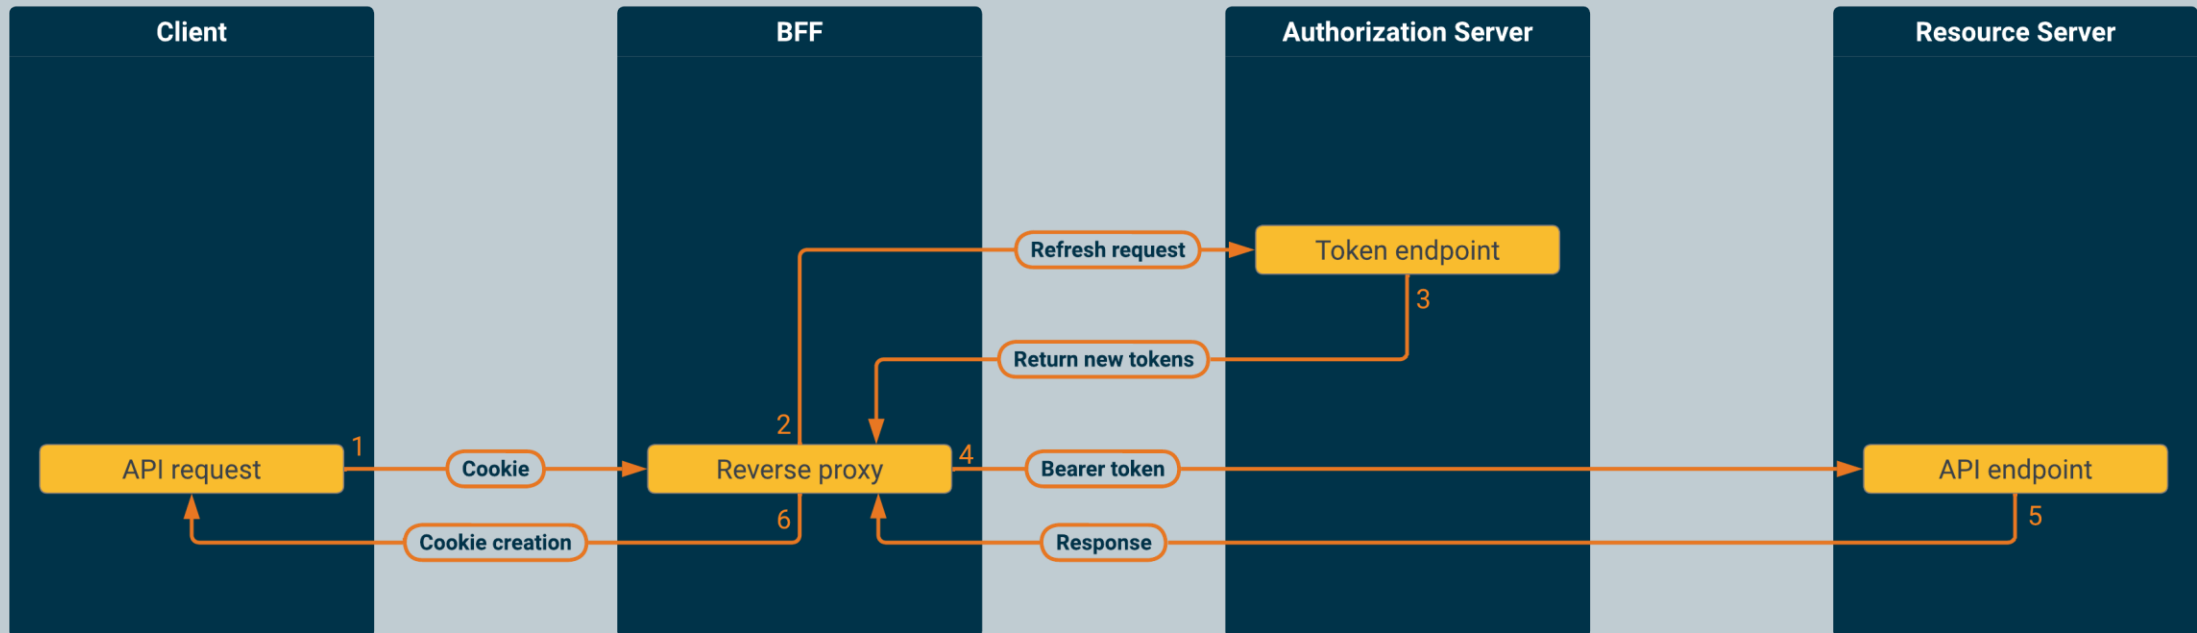 Client
BFF
Authorization Server
Resource Server
Refresh request
Token endpoint
3
Return new tokens
2
1
4
API request
Cookie
Reverse proxy
Bearer token
API endpoint
6
5
Cookie creation
Response